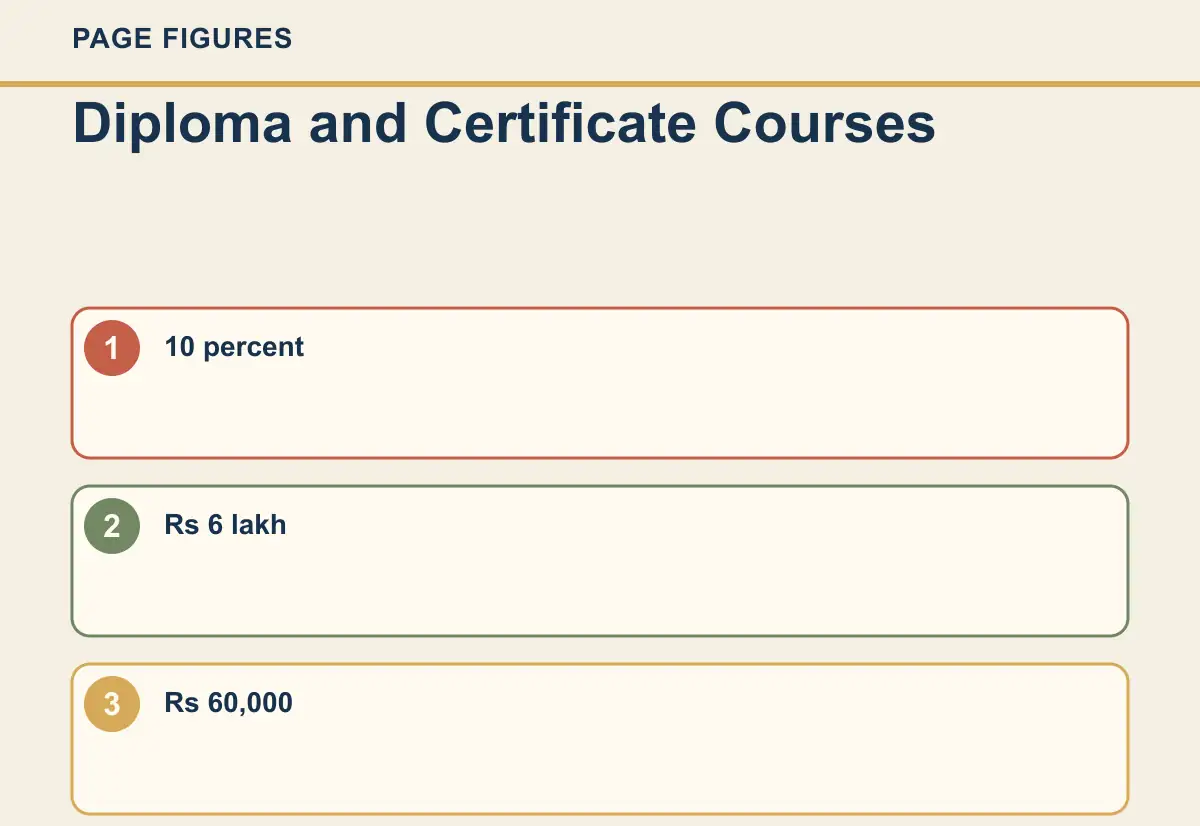 PAGE FIGURES
Diploma and Certificate Courses
1
10 percent
2
Rs 6 lakh
3
Rs 60,000